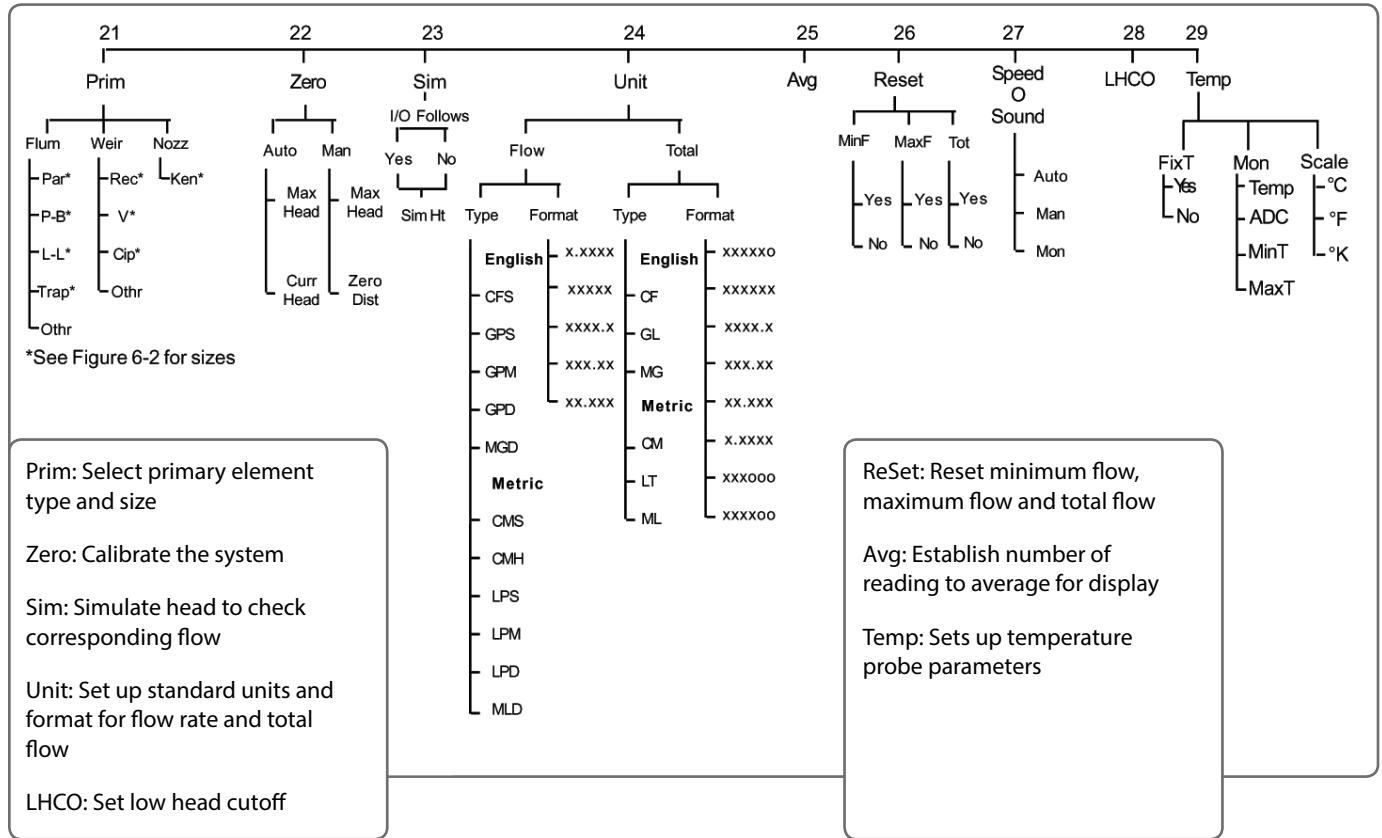 21 22 23 24 25 26 27 28 29
Prim Zero Sim Unit Avg Reset Speed O Sound LHCO Temp
Flum Weir Nozz
Par* Rec* Ken*
P-B* V*
L-L* Cip*
Trap* Othr
Othr
*See Figure 6-2 for sizes
Auto Man
Max Head Max Head
Curr Head Zero Dist
I/O Follows
Yes No
Sim Ht
Flow Total
Type Format Type Format
English
CFS
GPS
GPM
GPD
MGD
Metric
CMS
CMH
LPS
LPM
LPD
MLD
x.xxxx
xxxxx
xxxx.x
xxx.xx
xx.xxx
English
CF
GL
MG
Metric
CM
LT
ML
xxxxxo
xxxxxx
xxxx.x
xxx.xx
xx.xxx
x.xxxx
xxxooo
xxxxoo
MinF MaxF Tot
Yes Yes Yes
No No No
Auto
Man
Mon
FixT Mon Scale
Yes Temp °C
No ADC °F
MinT °K
MaxT
Prim: Select primary element
type and size
Zero: Calibrate the system
Sim: Simulate head to check
corresponding flow
Unit: Set up standard units and
format for flow rate and total
flow
LHCO: Set low head cutoff
ReSet: Reset minimum flow,
maximum flow and total flow
Avg: Establish number of
reading to average for display
Temp: Sets up temperature
probe parameters